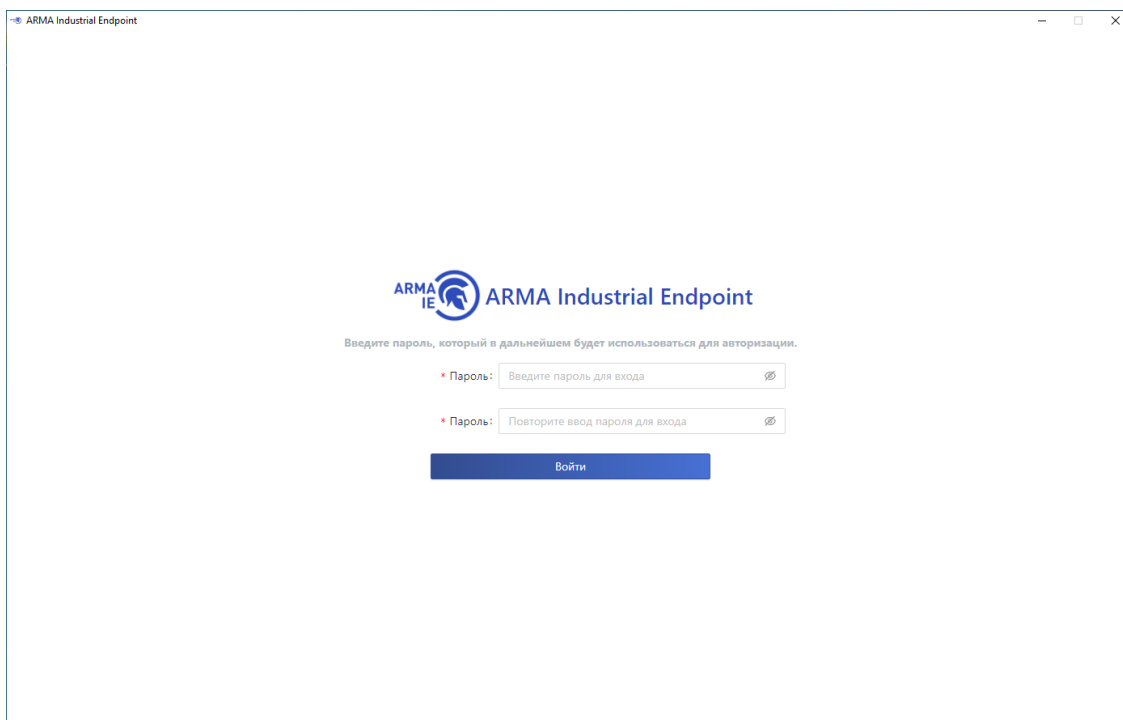 ARMA Industrial Endpoint
ARMA
IE
ARMA Industrial Endpoint
Введите пароль, который в дальнейшем будет использоваться для авторизации.
* Пароль: Введите пароль для входа
* Пароль: Повторите ввод пароля для входа
Войти